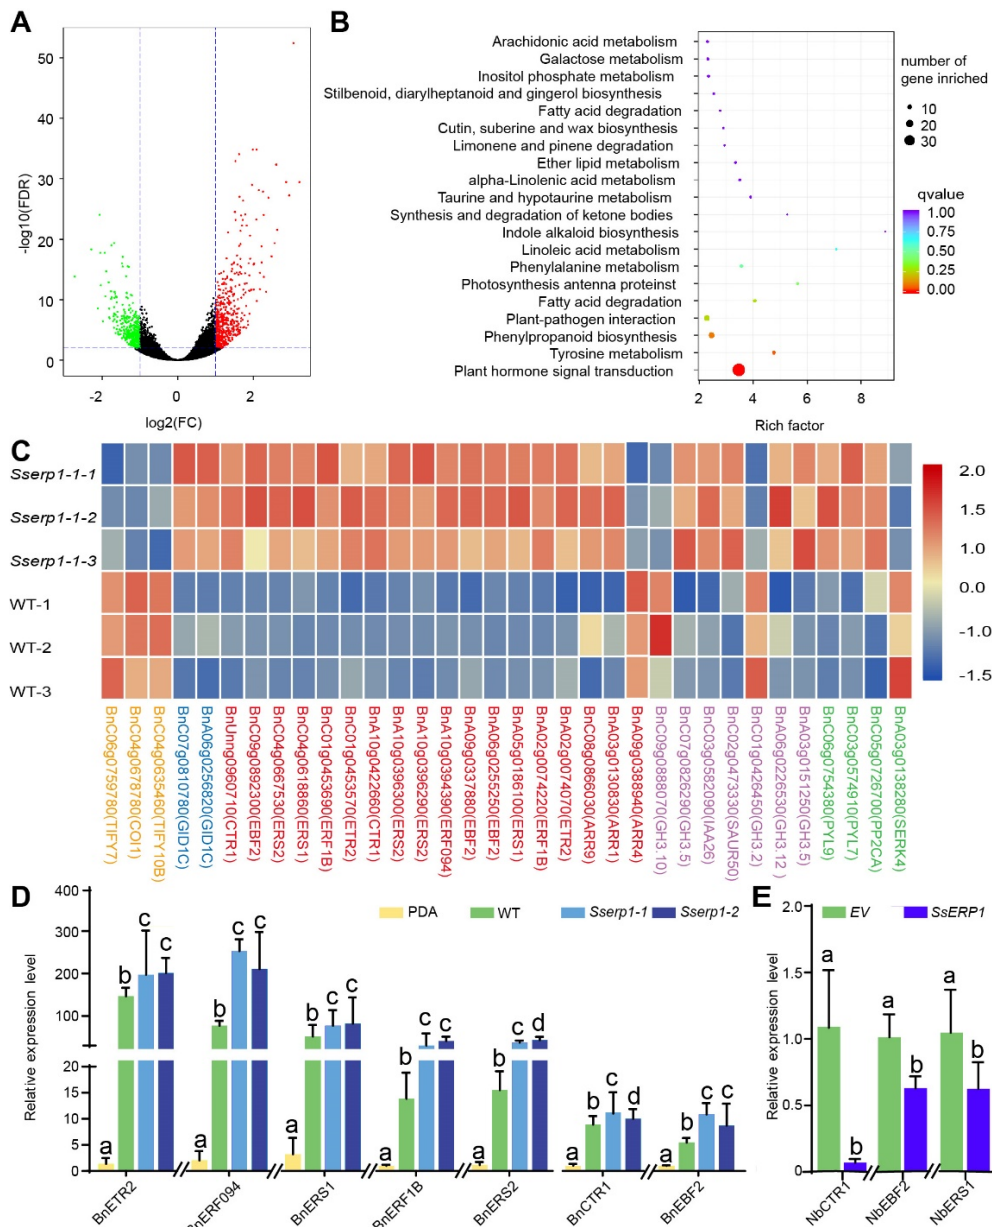 A
50
40
30
20
10
0
-log10(FDR)
-2
0
2
log2(FC)
B
Arachidonic acid metabolism
Galactose metabolism
Inositol phosphate metabolism
Stilbenoid, diarylheptanoid and gingerol biosynthesis
Fatty acid degradation
Cutin, suberine and wax biosynthesis
Limonene and pinene degradation
Ether lipid metabolism
alpha-Linolenic acid metabolism
Taurine and hypotaurine metabolism
Synthesis and degradation of ketone bodies
Indole alkaloid biosynthesis
Linoleic acid metabolism
Phenylalanine metabolism
Photosynthesis antenna proteinst
Fatty acid degradation
Plant-pathogen interaction
Phenylpropanoid biosynthesis
Tyrosine metabolism
Plant hormone signal transduction
2 4 6 8
Rich factor
number of
gene inriched
10
20
30
qvalue
1.00
0.75
0.50
0.25
0.00
C
Sserp1-1-1
Sserp1-1-2
Sserp1-1-3
WT-1
WT-2
WT-3
2.0
1.0
0.0
-1.0
-1.5
BnC06g0759780(TIFY7)
BnC04g0678780(COI1)
BnC04g0635460(TIFY10B)
BnC07g0810780(GID1C)
BnA06g0256820(GID1C)
BnUnng0960710(CTR1)
BnC09g0892300(EBF2)
BnC04g0667530(ERS2)
BnC04g0618860(ERS1)
BnC01g0453690(ERF1B)
BnC01g0453570(ETR2)
BnA10g0422660(CTR1)
BnA10g0396300(ERS2)
BnA10g0396290(ERS2)
BnA10g0394390(ERF094)
BnA09g0337880(EBF2)
BnA06g0255250(EBF2)
BnA05g0186100(ERS1)
BnA02g0074220(ERF1B)
BnA02g0074070(ETR2)
BnC08g0866030(ARR9)
BnA03g0130830(ARR1)
BnA09g0388940(ARR4)
BnC09g0888070(GH3.10)
BnC07g0826290(GH3.5)
BnC03g0582090(IAA26)
BnC02g0473330(SAUR50)
BnC01g0426450(GH3.2)
BnA06g0226530(GH3.12 )
BnA03g0151250(GH3.5)
BnC06g0754380(PYL9)
BnC03g0574910(PYL7)
BnC05g0726700(PP2CA)
BnA03g0138280(SERK4)
D
Relative expression level
400
300
200
100
20
15
10
5
0
PDA
WT
Sserp1-1
Sserp1-2
a b c c
a b c c
a b c c
a b c c
a b c d
a b c d
a b c c
BnETR2
BnERF094
BnERS1
BnERF1B
BnERS2
BnCTR1
BnEBF2
E
Relative expression level
2.0
1.5
1.0
0.5
0
EV
SsERP1
a b
a b
a b
NbCTR1
NbEBF2
NbERS1